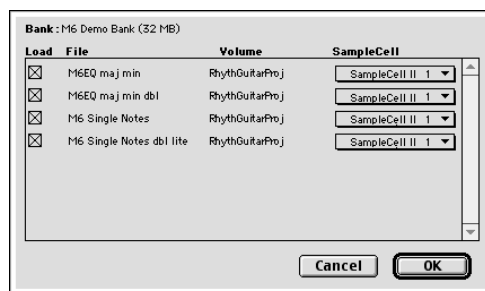 Bank : M6 Demo Bank (32 MB)
Load File Volume SampleCell
M6EQ maj min RhythGuitarProj SampleCell II 1
M6EQ maj min dbl RhythGuitarProj SampleCell II 1
M6 Single Notes RhythGuitarProj SampleCell II 1
M6 Single Notes dbl lite RhythGuitarProj SampleCell II 1
Cancel OK